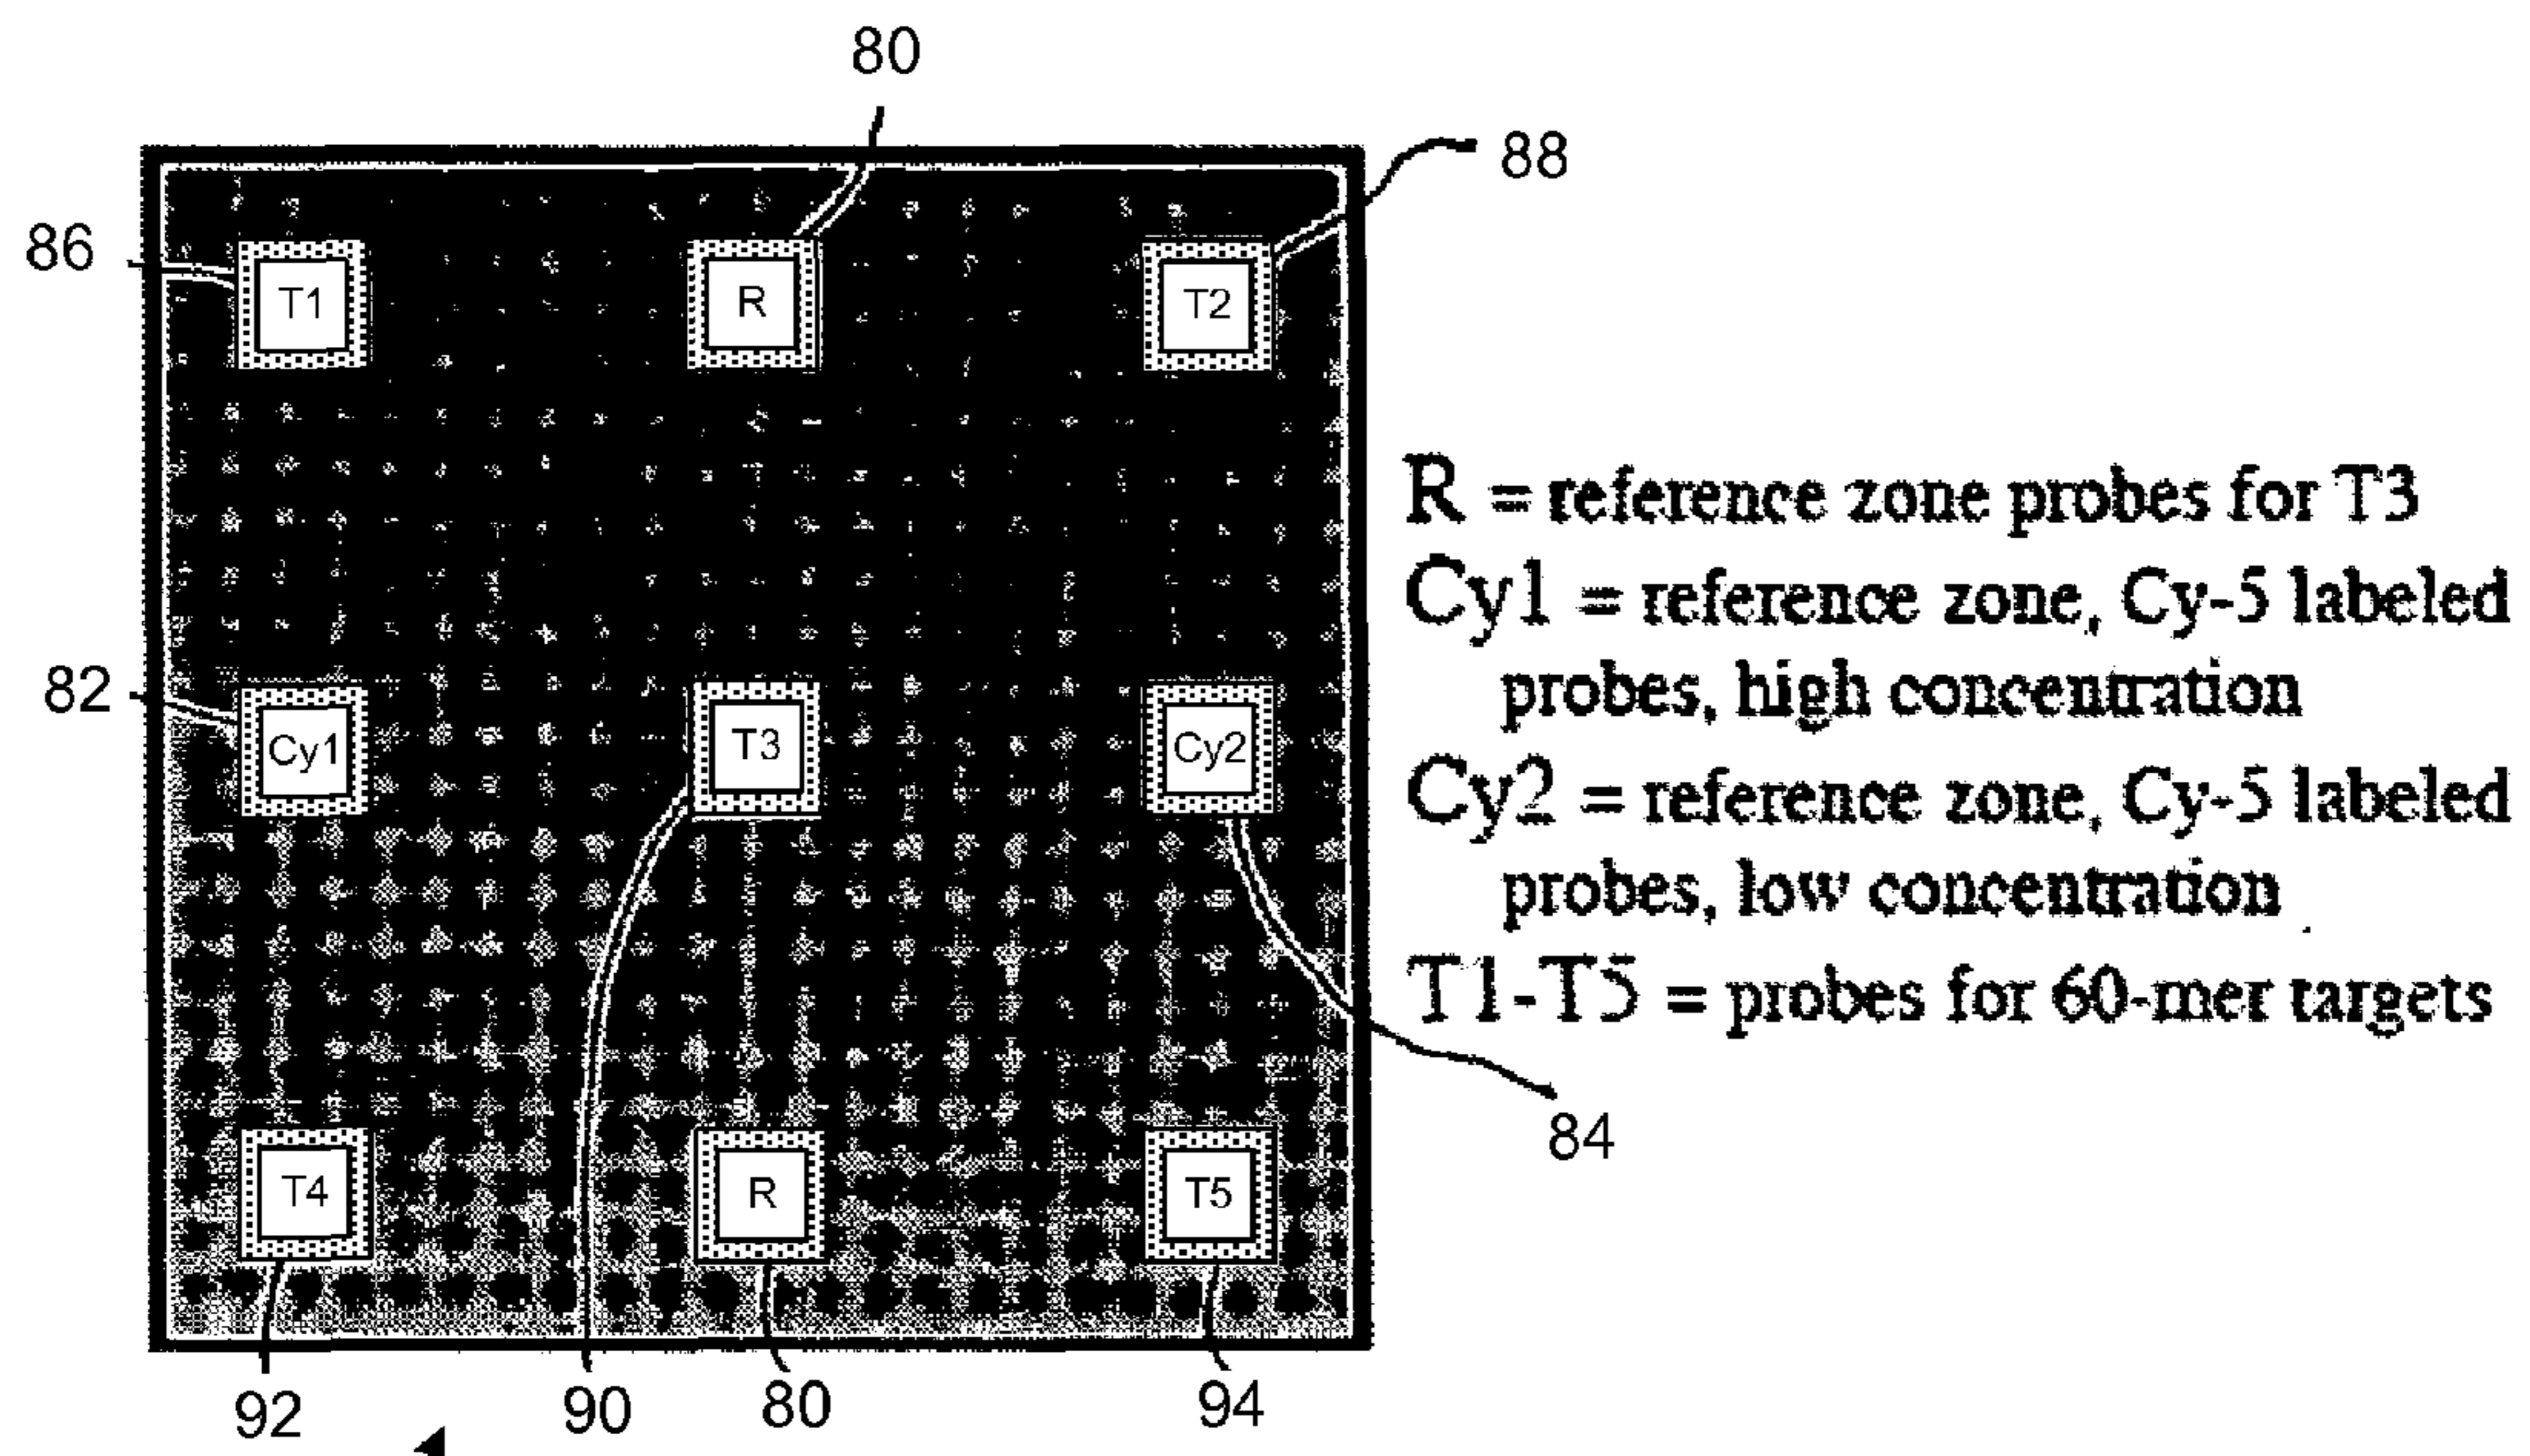 80
88
86
T1
R
T2
R = reference zone probes for T3
Cy1 = reference zone, Cy-5 labeled
probes, high concentration
82
Cy1
T3
Cy2
Cy2 = reference zone, Cy-5 labeled
probes, low concentration
T1-T5 = probes for 60-mer targets
84
T4
R
T5
92
90
80
94